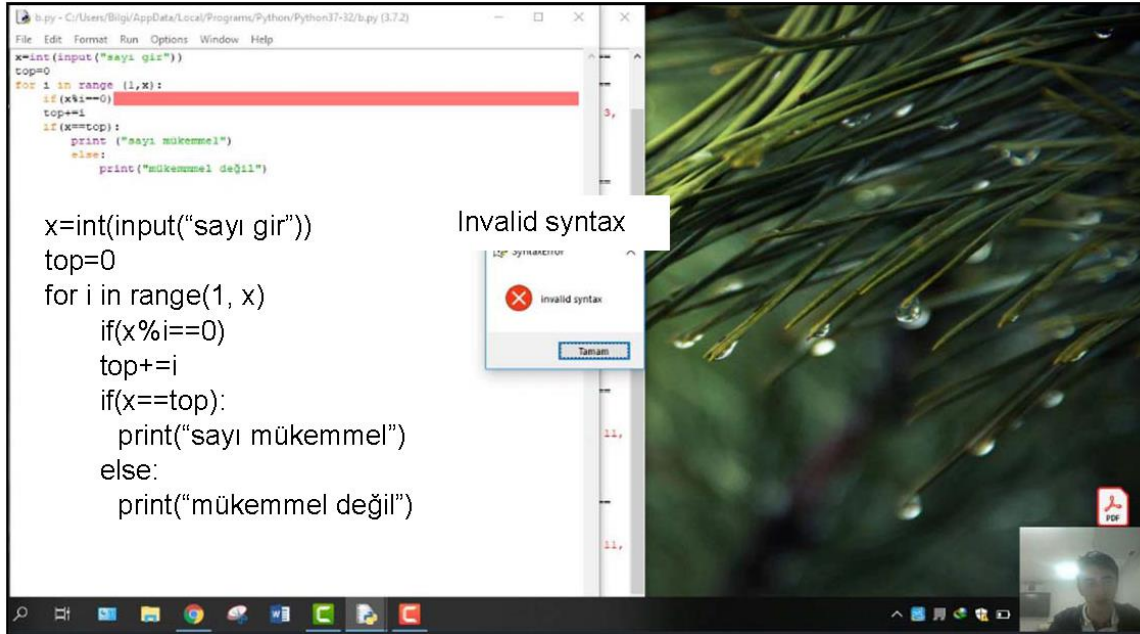 b.py - C:/Users/Bilgi/AppData/Local/Programs/Python/Python37-32/b.py (3.7.2)
File Edit Format Run Options Window Help
x=int(input("sayı gir"))
top=0
for i in range (1,x):
    if(x%i==0)
    top+=i
    if(x==top):
        print ("sayı mükemmel")
        else:
            print("mükemmel değil")
==
==
3,
==
x=int(input(“sayı gir”))
top=0
for i in range(1, x)
if(x%i==0)
top+=i
if(x==top):
print(“sayı mükemmel”)
else:
print(“mükemmel değil”)
Invalid syntax
SyntaxError
invalid syntax
Tamam
==
11,
==
11,
PDF